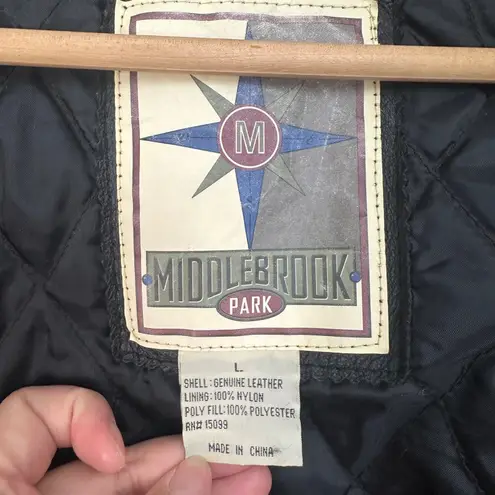 M
MIDDLEBROOK
PARK
L
SHELL: GENUINE LEATHER
LINING: 100% NYLON
POLY FILL: 100% POLYESTER
RN# 15099
MADE IN CHINA